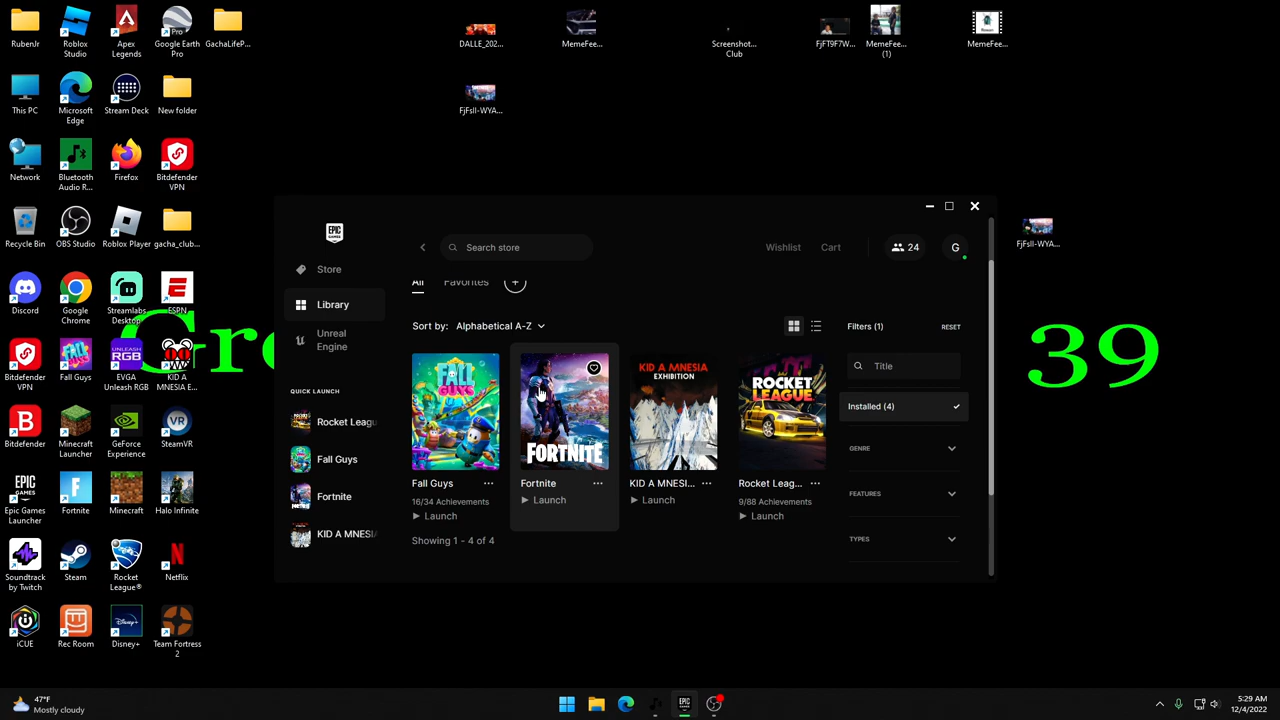 RubenJr
Roblox
Studio
Apex
Legends
Google Earth
Pro
GachaLifeP...
DALLE_202...
MemeFee...
Screenshot...
Club
FjFT9F7W...
MemeFee...
(1)
MemeFee...
This PC
Microsoft
Edge
Stream Deck
New folder
FjFsII-WYA...
Network
Bluetooth
Audio R...
Firefox
Bitdefender
VPN
Recycle Bin
OBS Studio
Roblox Player
gacha_club...
FjFsII-WYA...
Discord
Google
Chrome
Streamlabs
Desktop
ESPN
Bitdefender
VPN
Fall Guys
EVGA
Unleash RGB
KID A
MNESIA E...
Bitdefender
Minecraft
Launcher
GeForce
Experience
SteamVR
Epic Games
Launcher
Fortnite
Minecraft
Halo Infinite
Soundtrack
by Twitch
Steam
Rocket
League®
Netflix
iCUE
Rec Room
Disney+
Team Fortress
2
39
EPIC
GAMES
Search store
Wishlist
Cart
24
G
Store
Library
Unreal
Engine
QUICK LAUNCH
Rocket Leagu
Fall Guys
Fortnite
KID A MNESIA
All
Favorites
+
Sort by: Alphabetical A-Z
Filters (1)
RESET
Title
Installed (4)
GENRE
FEATURES
TYPES
FALL
GUYS
FORTNITE
KID A MNESIA
EXHIBITION
ROCKET
LEAGUE
Fall Guys
16/34 Achievements
Launch
Fortnite
Launch
KID A MNESI...
Launch
Rocket Leag...
9/88 Achievements
Launch
Showing 1 - 4 of 4
47°F
Mostly cloudy
5:29 AM
12/4/2022